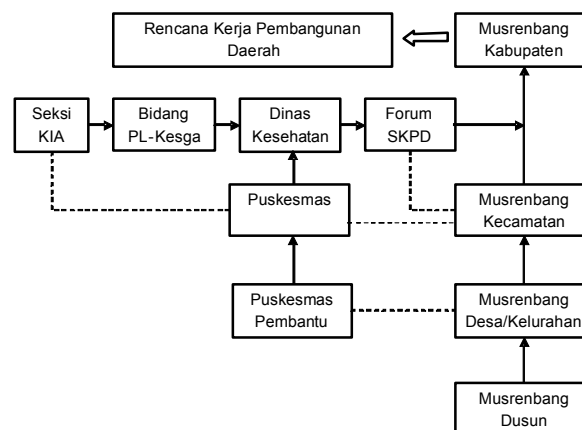 Rencana Kerja Pembangunan
Daerah
Musrenbang
Kabupaten
Seksi
KIA
Bidang
PL-Kesga
Dinas
Kesehatan
Forum
SKPD
Puskesmas
Musrenbang
Kecamatan
Puskesmas
Pembantu
Musrenbang
Desa/Kelurahan
Musrenbang
Dusun